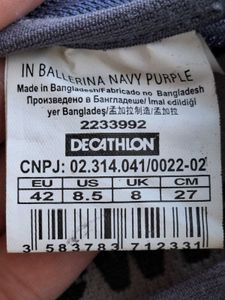 IN BALLERINA NAVY PURPLE
Made in Bangladesh/Fabricado no Bangladesh
Произведено в Бангладеше/ İmal edildiği
yer Bangladeş/孟加拉制造/孟加拉
2233992
DECATHLON
CNPJ: 02.314.041/0022-02
EU US UK CM
42 8.5 8 27
3 583783 712331